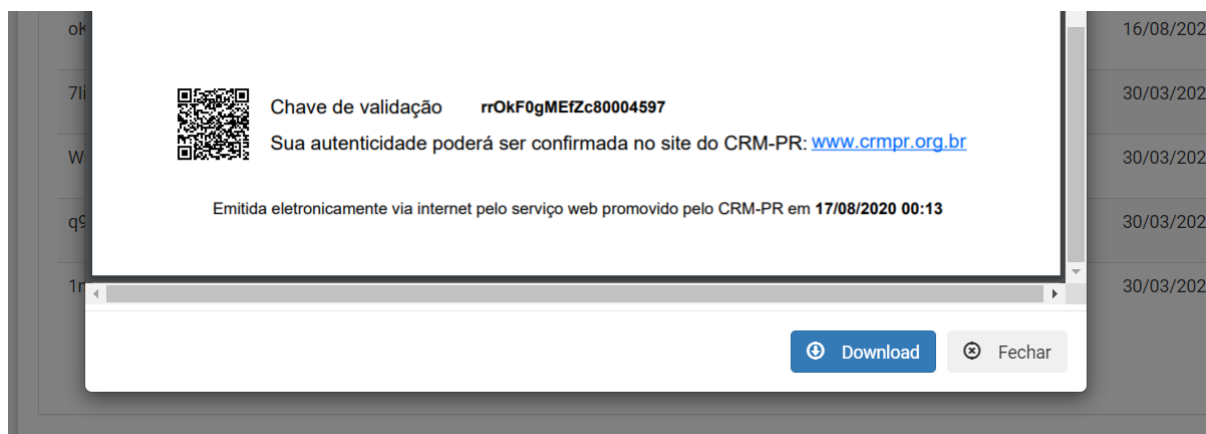 16/08/202
7li
30/03/202
Chave de validação rrOkF0gMEfZc80004597
Sua autenticidade poderá ser confirmada no site do CRM-PR: www.crmpr.org.br
W
30/03/202
Emitida eletronicamente via internet pelo serviço web promovido pelo CRM-PR em 17/08/2020 00:13
q9
30/03/202
30/03/202
Download
Fechar